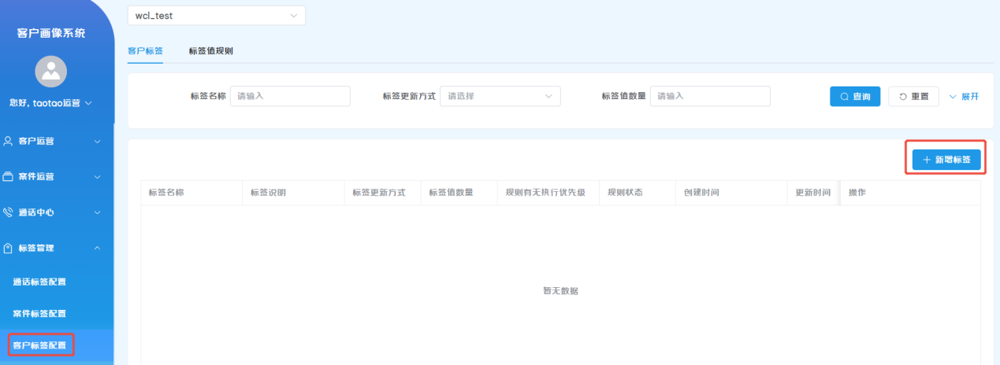 客户画像系统
您好, taotao运营
客户运营
案件运营
通话中心
标签管理
通话标签配置
案件标签配置
客户标签配置
wcl_test
客户标签 标签值规则
标签名称 请输入 标签更新方式 请选择 标签值数量 请输入 查询 重置 展开
+ 新增标签
标签名称 标签说明 标签更新方式 标签值数量 规则有无执行优先级 规则状态 创建时间 更新时间 操作
暂无数据